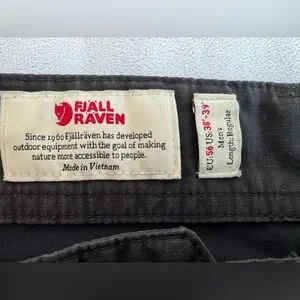 FJÄLL
RÄVEN
Since 1960 Fjällräven has developed
outdoor equipment with the goal of making
nature more accessible to people.
Made in Vietnam
EU:56 US:38"-39"
Men's
Length:Regular